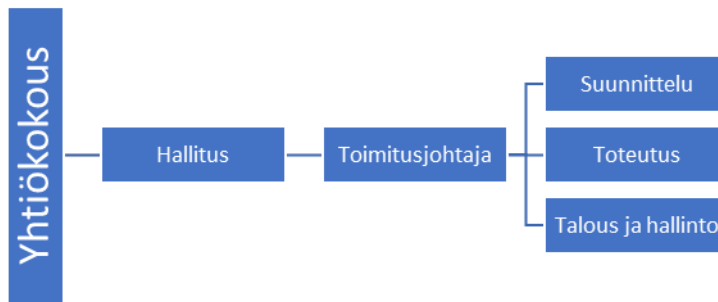 Yhtiökokous
Hallitus
Toimitusjohtaja
Suunnittelu
Toteutus
Talous ja hallinto